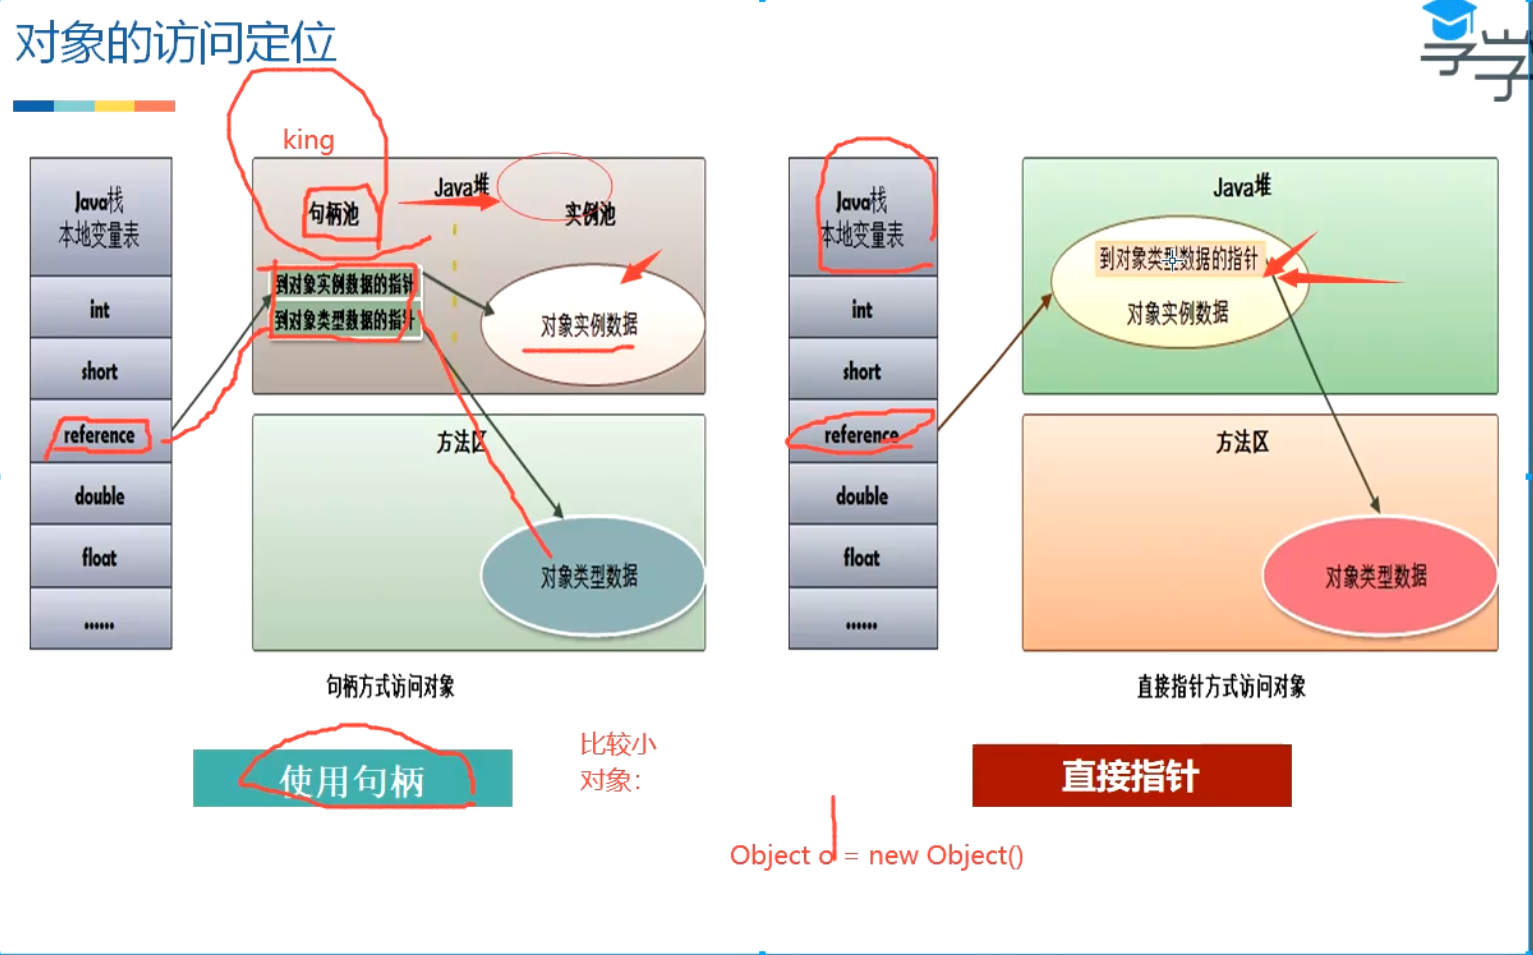 对象的访问定位
享学
king
Java栈
本地变量表
int
short
reference
double
float
......
Java堆
句柄池
实例池
到对象实例数据的指针
到对象类型数据的指针
对象实例数据
方法区
对象类型数据
句柄方式访问对象
使用句柄
比较小
对象：
Java栈
本地变量表
int
short
reference
double
float
......
Java堆
到对象类型数据的指针
对象实例数据
方法区
对象类型数据
直接指针方式访问对象
直接指针
Object o = new Object()